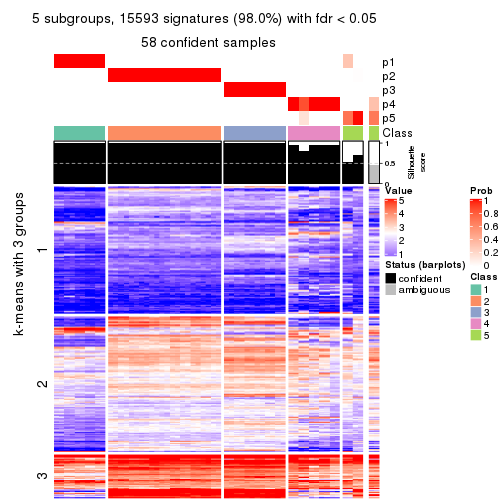 5 subgroups, 15593 signatures (98.0%) with fdr < 0.05
58 confident samples
p1
p2
p3
p4
p5
Class
1
0.5
0
Silhouette
score
k-means with 3 groups
1
2
3
Value
5
4
3
2
1
Status (barplots)
confident
ambiguous
Prob
1
0.8
0.6
0.4
0.2
0
Class
1
2
3
4
5